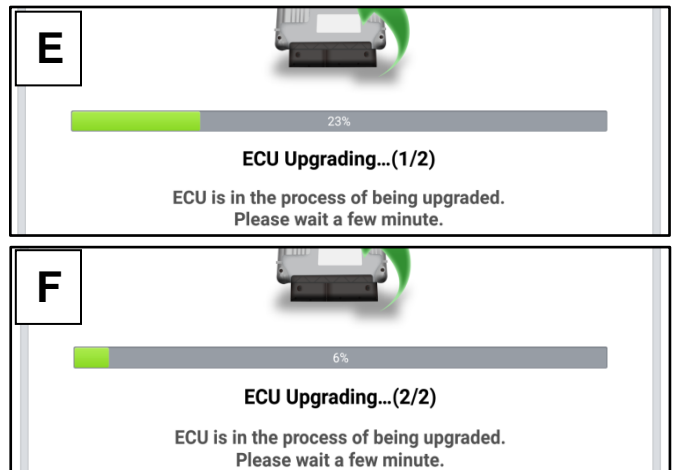 E
23%
ECU Upgrading...(1/2)
ECU is in the process of being upgraded.
Please wait a few minute.
F
6%
ECU Upgrading...(2/2)
ECU is in the process of being upgraded.
Please wait a few minute.